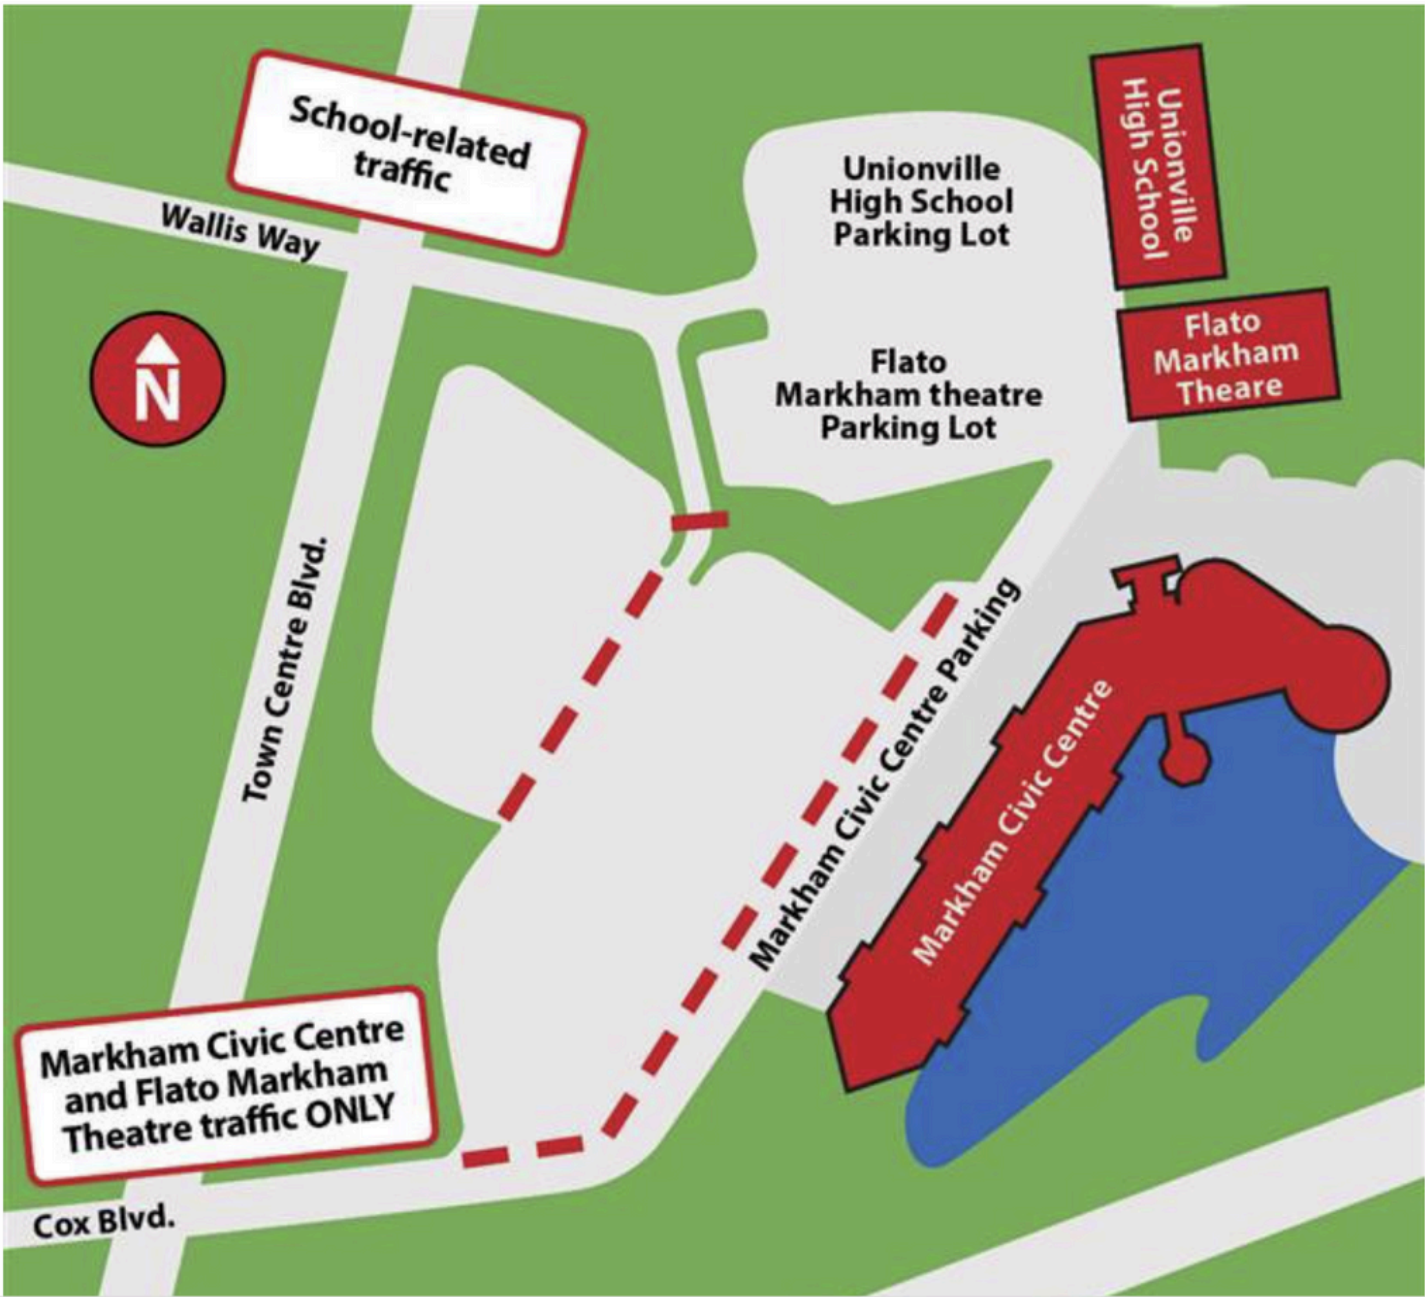 School-related
traffic
Wallis Way
Unionville
High School
Parking Lot
Unionville
High School
Flato
Markham
Theare
Flato
Markham theatre
Parking Lot
N
Town Centre Blvd.
Markham Civic Centre Parking
Markham Civic Centre
Markham Civic Centre
and Flato Markham
Theatre traffic ONLY
Cox Blvd.